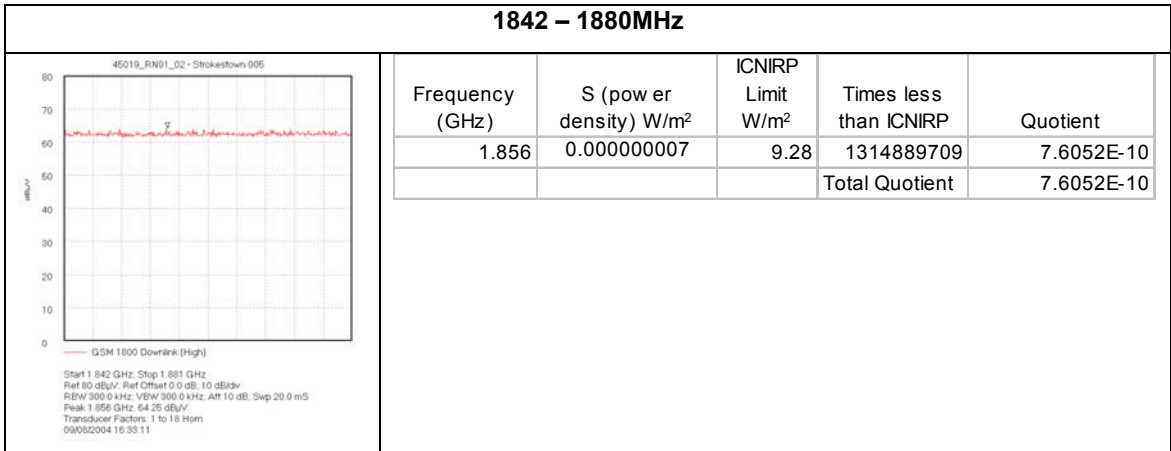 1842 – 1880MHz
45019_RN01_02 - Strokestown 005
80
70
60
50
40
30
20
10
0
dBµV
GSM 1800 Downlink (High)
Start 1.842 GHz; Stop 1.881 GHz
Ref 80 dBµV; Ref Offset 0.0 dB; 10 dB/div
RBW 300.0 kHz; VBW 300.0 kHz; Att 10 dB; Swp 20.0 mS
Peak 1.856 GHz, 64.25 dBµV
Transducer Factors: 1 to 18 Horn
09/08/2004 16:33:11
Frequency (GHz) S (pow er density) W/m² ICNIRP Limit W/m² Times less than ICNIRP Quotient
1.856 0.000000007 9.28 1314889709 7.6052E-10
Total Quotient 7.6052E-10